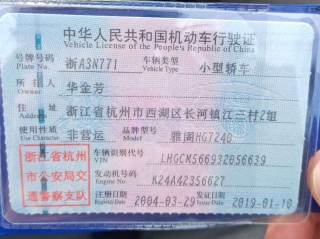 中华人民共和国机动车行驶证
Vehicle License of the People's Republic of China
号牌号码 浙A3N771 车辆类型 小型轿车
Plate No. Vehicle Type
所有人 华金芳
Owner
住址 浙江省杭州市西湖区长河镇江三村2组
Address
使用性质 非营运 品牌型号 雅阁HG7240
Use Character Model
浙江省杭州市公安局交通警察支队
车辆识别代号 LHGCM566932056639
VIN
发动机号码 K24A42356627
Engine No.
注册日期 2004-03-29 发证日期 2019-01-10
Register Date Issue Date